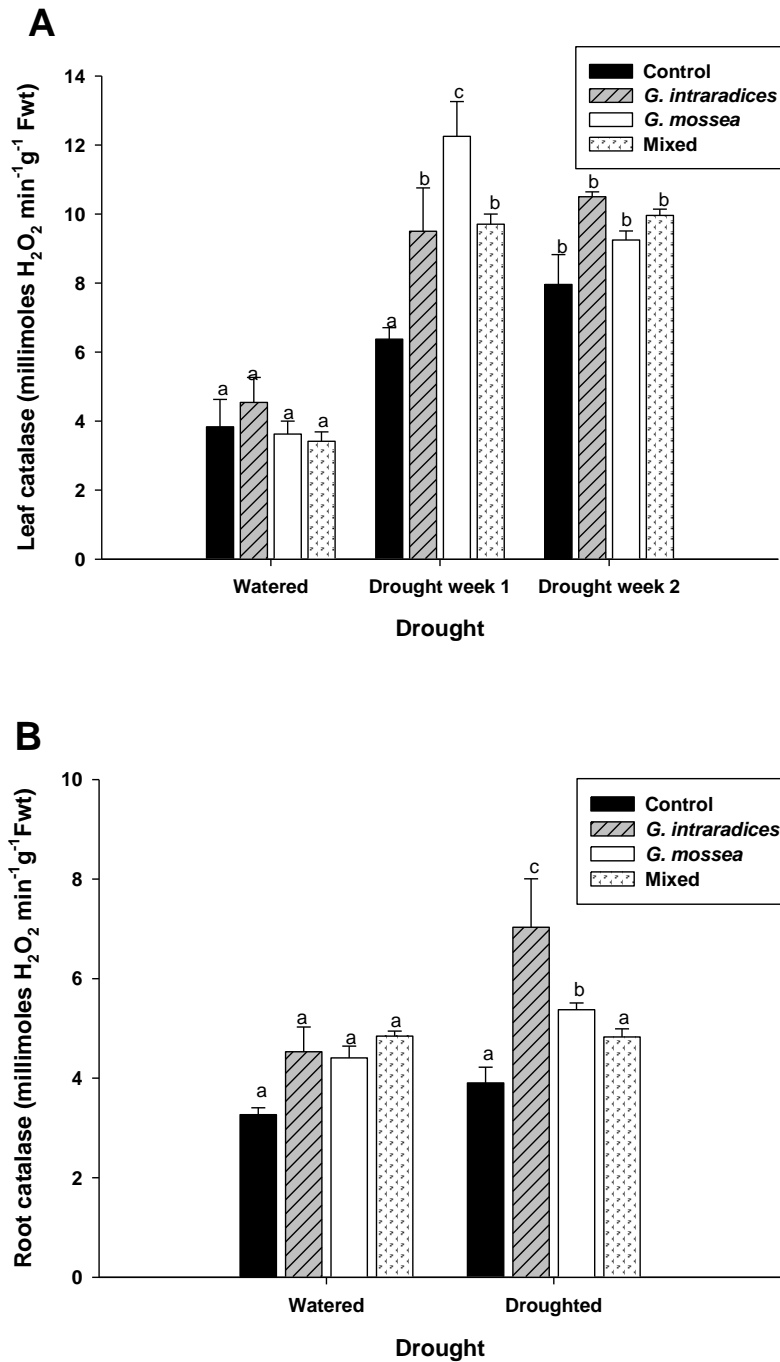 A
Leaf catalase (millimoles H₂O₂ min⁻¹g⁻¹ Fwt)
14
12
10
8
6
4
2
0
Control
G. intraradices
G. mossea
Mixed
a
a
a
a
a
b
c
b
b
b
b
b
Watered
Drought week 1
Drought week 2
Drought
B
Root catalase (millimoles H₂O₂ min⁻¹g⁻¹Fwt)
10
8
6
4
2
0
Control
G. intraradices
G. mossea
Mixed
a
a
a
a
a
c
b
a
Watered
Droughted
Drought